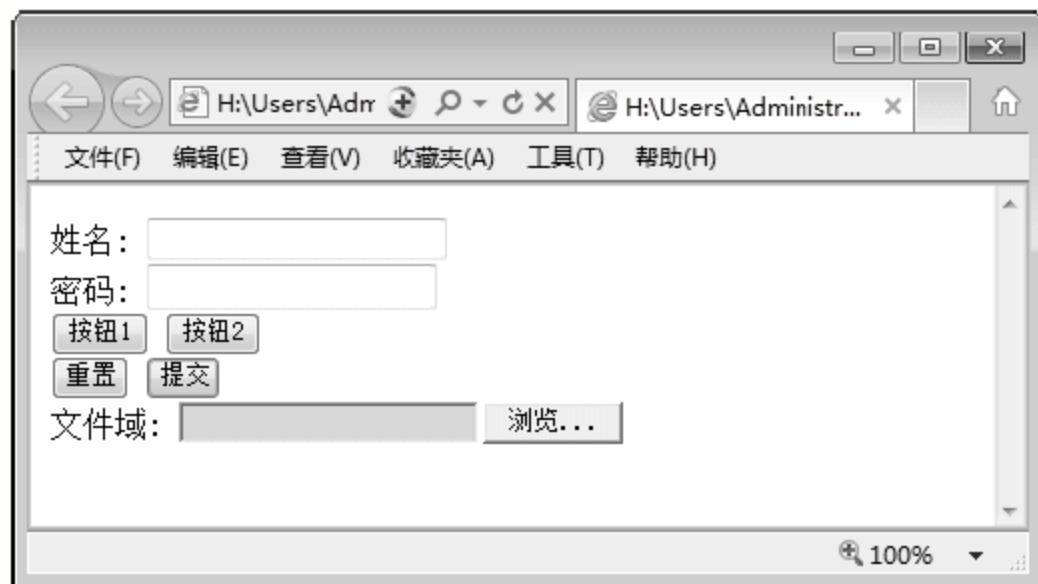 H:\Users\Adm
H:\Users\Administr...
文件(F) 编辑(E) 查看(V) 收藏夹(A) 工具(T) 帮助(H)
姓名:
密码:
按钮1 按钮2
重置 提交
文件域: 浏览...
100%